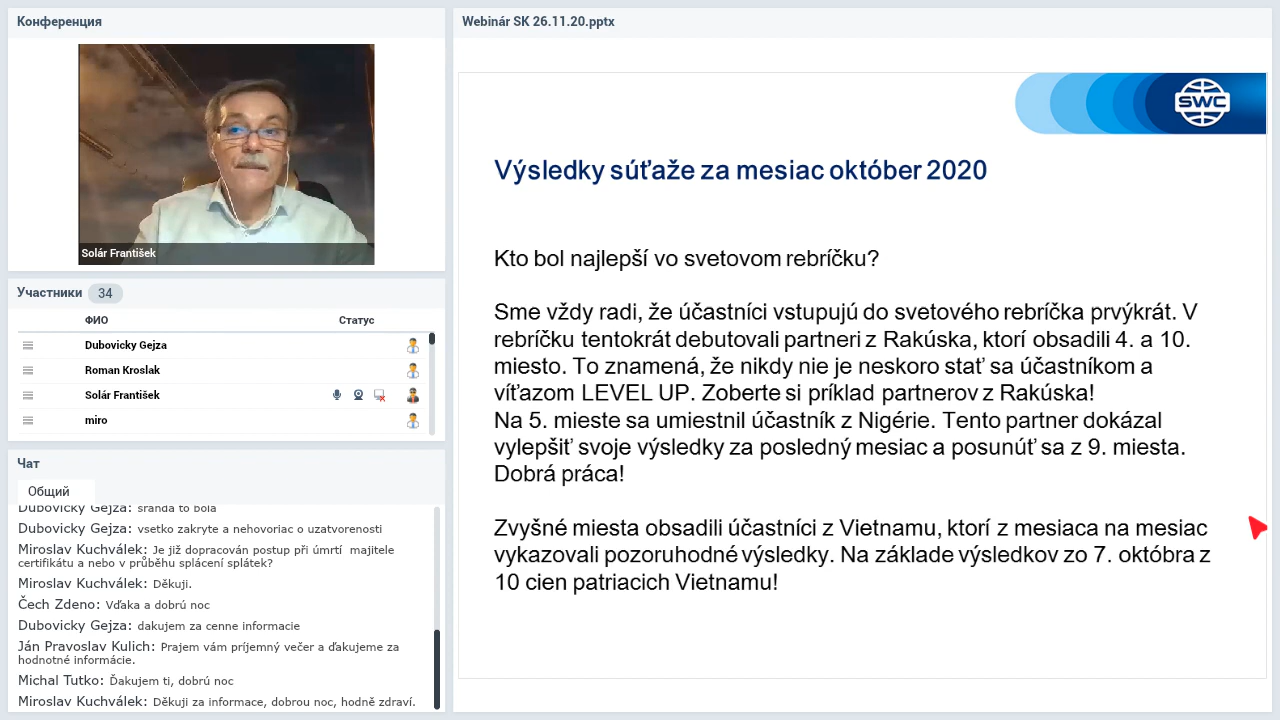 Конференция
Solár František
Участники 34
ФИО Статус
Dubovicky Gejza
Roman Kroslak
Solár František
miro
Чат
Общий
Dubovicky Gejza: sranda to bola
Dubovicky Gejza: vsetko zakryte a nehovoriac o uzatvorenosti
Miroslav Kuchválek: Je již dopracován postup při úmrtí majitele
certifikátu a nebo v průběhu splácení splátek?
Miroslav Kuchválek: Děkuji.
Čech Zdeno: Vďaka a dobrú noc
Dubovicky Gejza: dakujem za cenne informacie
Ján Pravoslav Kulich: Prajem vám príjemný večer a ďakujeme za
hodnotné informácie.
Michal Tutko: Ďakujem ti, dobrú noc
Miroslav Kuchválek: Děkuji za informace, dobrou noc, hodně zdraví.
Webinár SK 26.11.20.pptx
SWC
Výsledky súťaže za mesiac október 2020
Kto bol najlepší vo svetovom rebríčku?
Sme vždy radi, že účastníci vstupujú do svetového rebríčka prvýkrát. V
rebríčku tentokrát debutovali partneri z Rakúska, ktorí obsadili 4. a 10.
miesto. To znamená, že nikdy nie je neskoro stať sa účastníkom a
víťazom LEVEL UP. Zoberte si príklad partnerov z Rakúska!
Na 5. mieste sa umiestnil účastník z Nigérie. Tento partner dokázal
vylepšiť svoje výsledky za posledný mesiac a posunúť sa z 9. miesta.
Dobrá práca!
Zvyšné miesta obsadili účastníci z Vietnamu, ktorí z mesiaca na mesiac
vykazovali pozoruhodné výsledky. Na základe výsledkov zo 7. októbra z
10 cien patriacich Vietnamu!